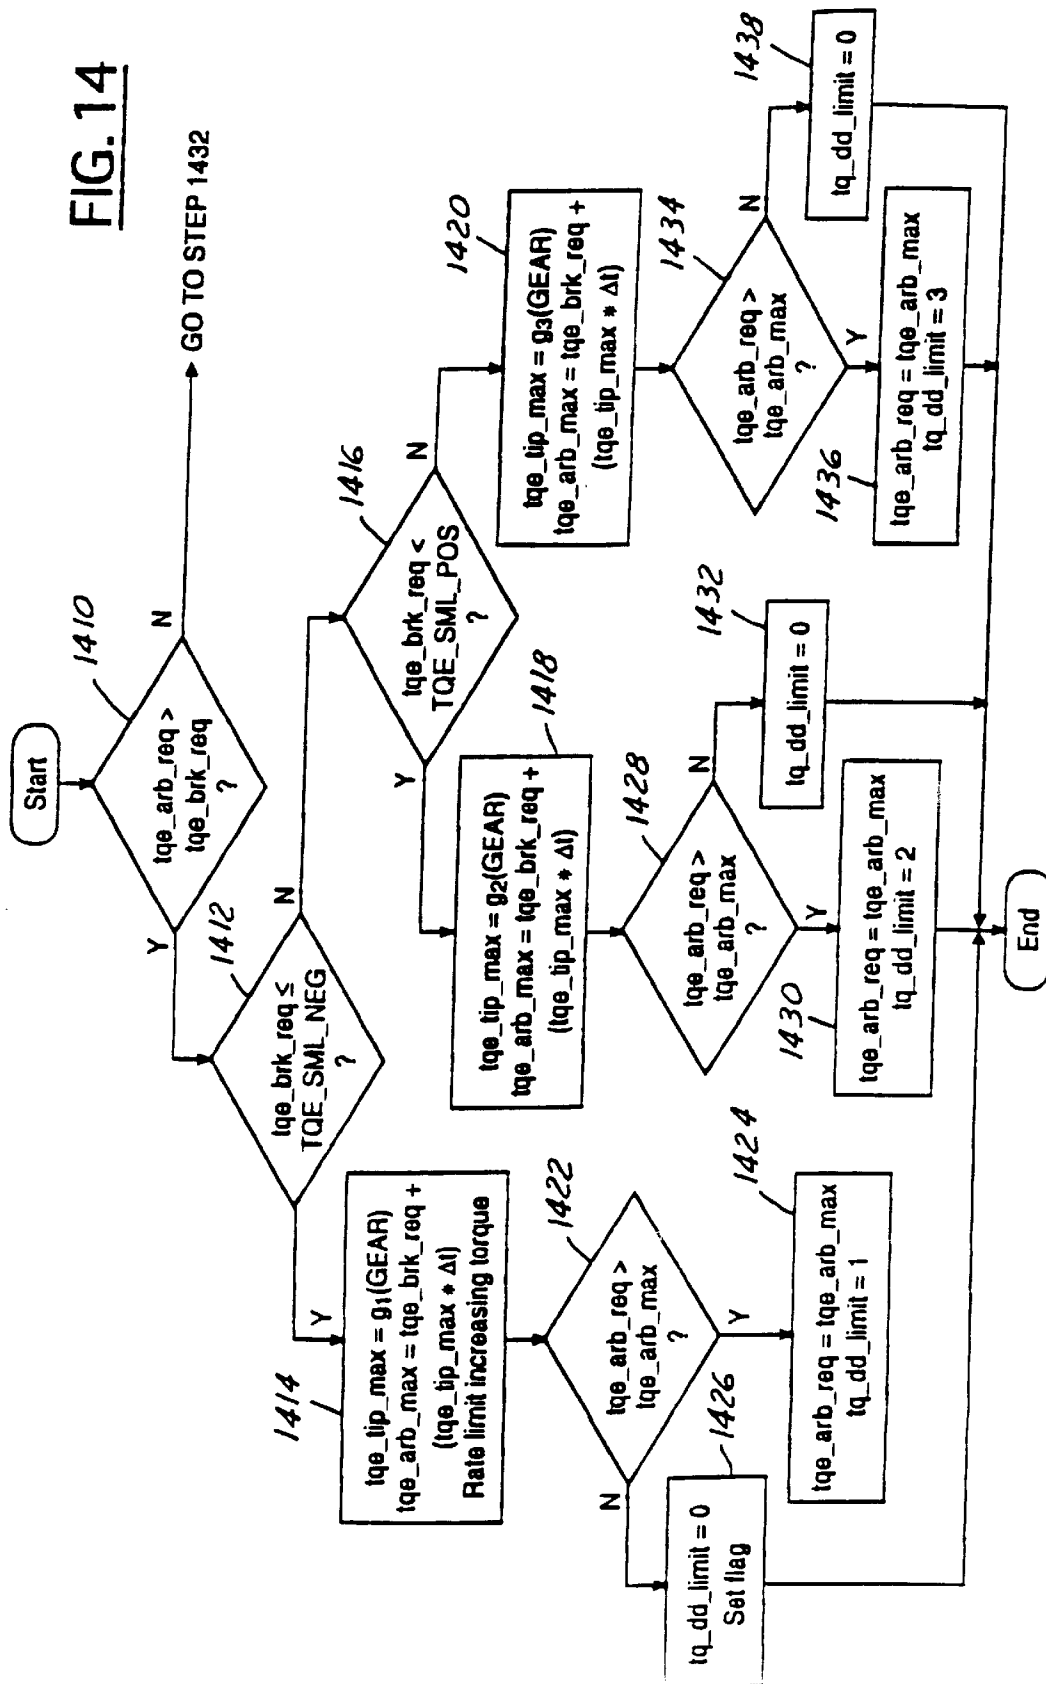 FIG. 14
Start
1410
tqe_arb_req >
tqe_brk_req
?
N
GO TO STEP 1432
Y
1412
tqe_brk_req ≤
TQE_SML_NEG
?
N
Y
1416
tqe_brk_req <
TQE_SML_POS
?
N
Y
1414
tqe_tip_max = g1(GEAR)
tqe_arb_max = tqe_brk_req +
(tqe_tip_max * Δt)
Rate limit increasing torque
1418
tqe_tip_max = g2(GEAR)
tqe_arb_max = tqe_brk_req +
(tqe_tip_max * Δt)
1420
tqe_tip_max = g3(GEAR)
tqe_arb_max = tqe_brk_req +
(tqe_tip_max * Δt)
1422
tqe_arb_req >
tqe_arb_max
?
N
Y
1428
tqe_arb_req >
tqe_arb_max
?
N
Y
1434
tqe_arb_req >
tqe_arb_max
?
N
Y
1426
tq_dd_limit = 0
Set flag
1424
tqe_arb_req = tqe_arb_max
tq_dd_limit = 1
1430
tqe_arb_req = tqe_arb_max
tq_dd_limit = 2
1432
tq_dd_limit = 0
1436
tqe_arb_req = tqe_arb_max
tq_dd_limit = 3
1438
tq_dd_limit = 0
End